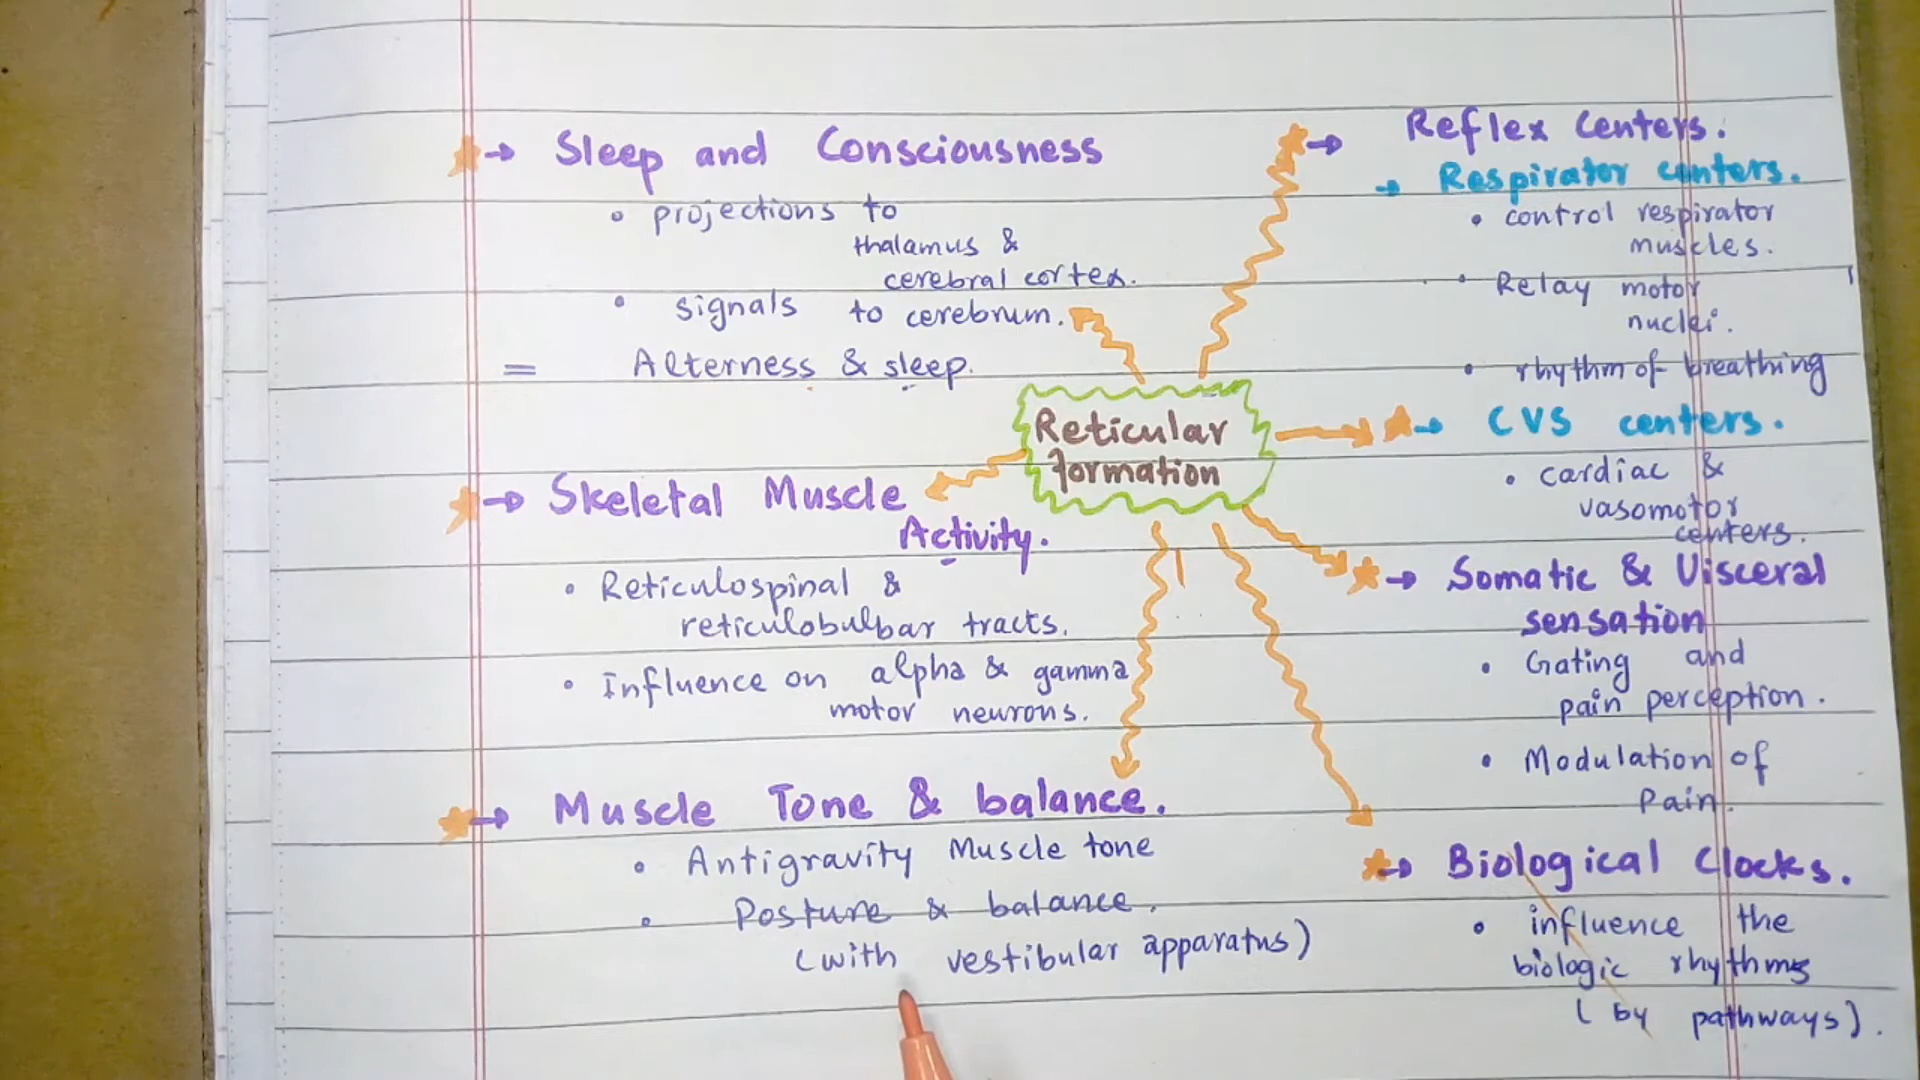 Sleep and Consciousness
projections to
thalamus &
cerebral cortex.
signals to cerebrum.
= Alterness & sleep.
Skeletal Muscle
Activity.
Reticulospinal &
reticulobulbar tracts.
Influence on alpha & gamma
motor neurons.
Muscle Tone & balance.
Antigravity Muscle tone
Posture & balance.
(with vestibular apparatus)
Reticular
formation
Reflex Centers.
Respirator centers.
control respirator
muscles.
Relay motor
nuclei.
rhythm of breathing
CVS centers.
cardiac &
vasomotor
centers.
Somatic & Visceral
sensation
Gating and
pain perception.
Modulation of
Pain.
Biological Clocks.
influence the
biologic rhythms
(by pathways).